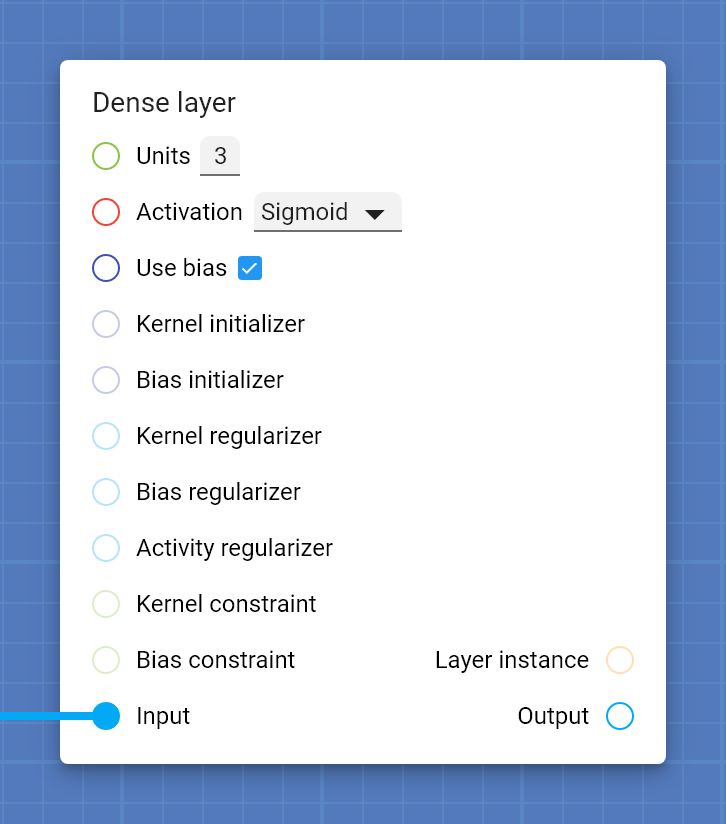 Dense layer
Units 3
Activation Sigmoid
Use bias
Kernel initializer
Bias initializer
Kernel regularizer
Bias regularizer
Activity regularizer
Kernel constraint
Bias constraint Layer instance
Input Output